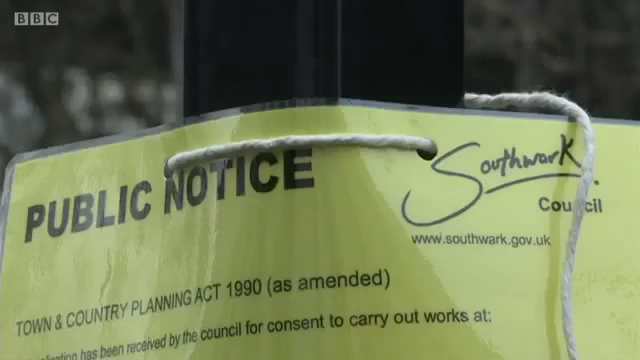 BBC
PUBLIC NOTICE
Southwark
Council
www.southwark.gov.uk
TOWN & COUNTRY PLANNING ACT 1990 (as amended)
has been received by the council for consent to carry out works at: